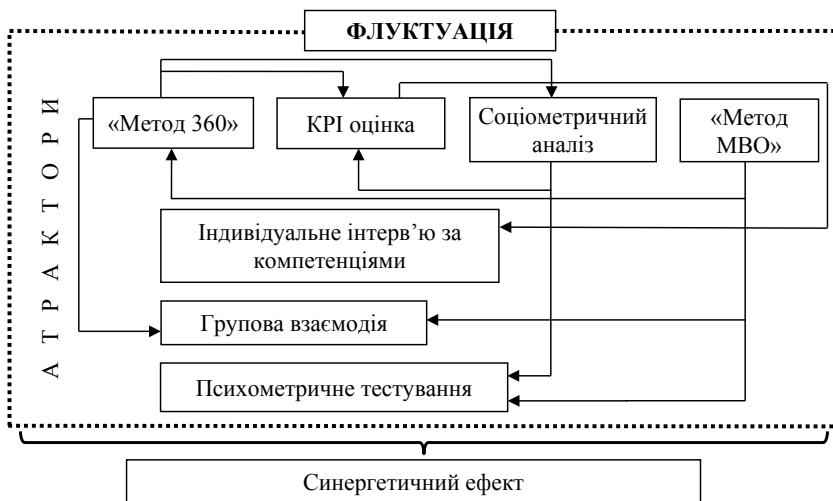 ФЛУКТУАЦІЯ
АТРАКТОРИ
«Метод 360»
КРІ оцінка
Соціометричний
аналіз
«Метод
МВО»
Індивідуальне інтерв’ю за
компетенціями
Групова взаємодія
Психометричне тестування
Синергетичний ефект